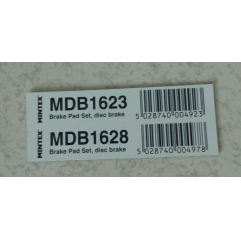 MINTEX
MDB1623
Brake Pad Set, disc brake
5 028740 004923
MINTEX
MDB1628
Brake Pad Set, disc brake
5 028740 004978